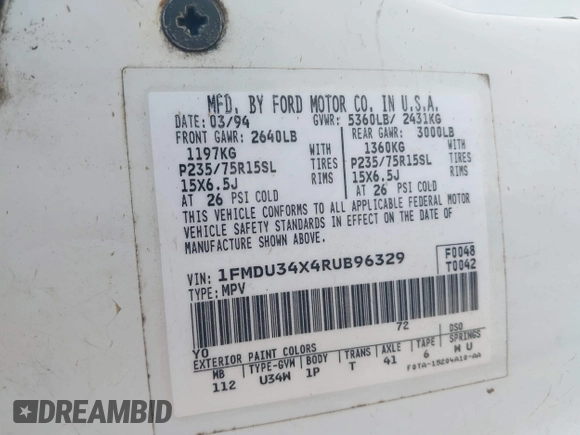 MFD. BY FORD MOTOR CO. IN U.S.A.
DATE: 03/94 GVWR: 5360LB/ 2431KG
FRONT GAWR: 2640LB REAR GAWR: 3000LB
1197KG 1360KG
P235/75R15SL TIRES P235/75R15SL TIRES
15X6.5J RIMS 15X6.5J RIMS
AT 26 PSI COLD AT 26 PSI COLD
THIS VEHICLE CONFORMS TO ALL APPLICABLE FEDERAL MOTOR
VEHICLE SAFETY STANDARDS IN EFFECT ON THE DATE OF
MANUFACTURE SHOWN ABOVE.
VIN: 1FMDU34X4RUB96329 F0048
TYPE: MPV T0042
YO 72
EXTERIOR PAINT COLORS DSO
WB TYPE-GVW BODY TRANS AXLE TAPE SPRINGS
112 U34W 1P T 41 6 M U
F0TA-15204A10-AA
DREAMBID